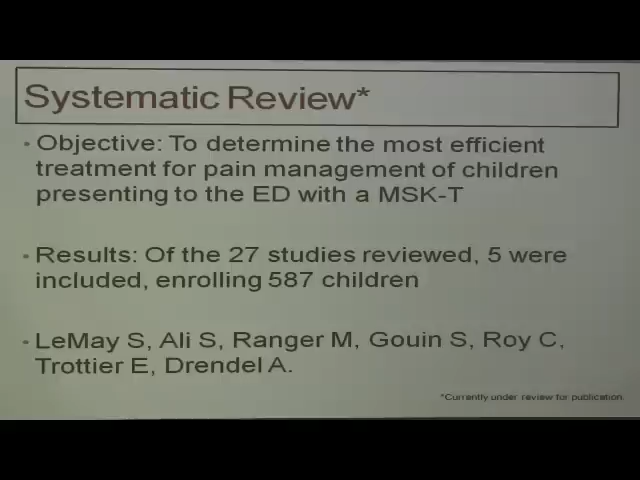 Systematic Review*
• Objective: To determine the most efficient
treatment for pain management of children
presenting to the ED with a MSK-T
• Results: Of the 27 studies reviewed, 5 were
included, enrolling 587 children
• LeMay S, Ali S, Ranger M, Gouin S, Roy C,
Trottier E, Drendel A.
*Currently under review for publication.